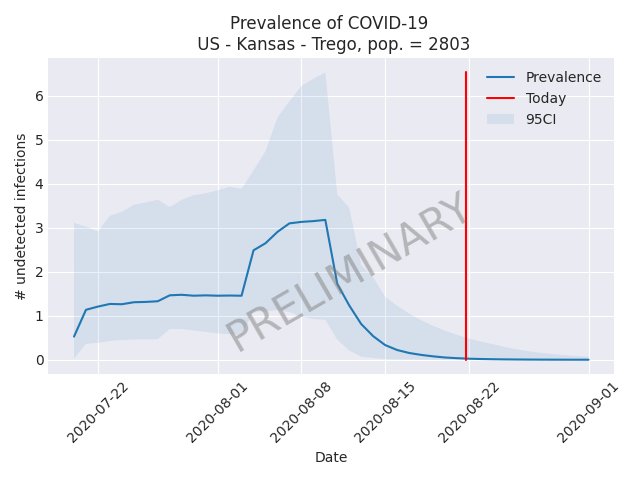 Prevalence of COVID-19
US - Kansas - Trego, pop. = 2803
# undetected infections
6
5
4
3
2
1
0
Prevalence
Today
95CI
PRELIMINARY
2020-07-22
2020-08-01
2020-08-08
2020-08-15
2020-08-22
2020-09-01
Date